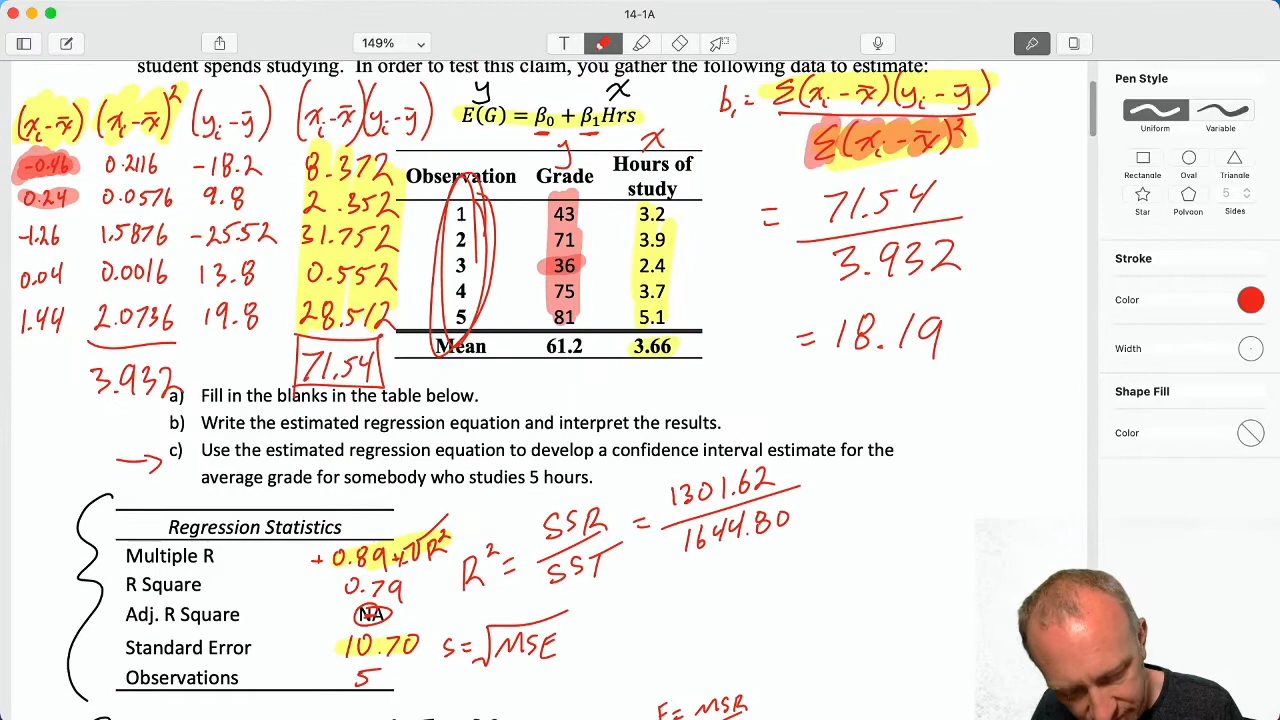 14-1A
149%
T
student spends studying. In order to test this claim, you gather the following data to estimate:
y x
E(G) = β0 + β1Hrs
(xi - x̄) (xi - x̄)² (yi - ȳ) (xi - x̄)(yi - ȳ)
-0.46 0.2116 -18.2 8.372
0.24 0.0576 9.8 2.352
-1.26 1.5876 -25.52 31.752
0.04 0.0016 13.8 0.552
1.44 2.0736 19.8 28.512
3.932 71.54
y x
Observation Grade Hours of study
1 43 3.2
2 71 3.9
3 36 2.4
4 75 3.7
5 81 5.1
Mean 61.2 3.66
b1 = Σ(xi - x̄)(yi - ȳ)
Σ(xi - x̄)²
= 71.54
3.932
= 18.19
a) Fill in the blanks in the table below.
b) Write the estimated regression equation and interpret the results.
c) Use the estimated regression equation to develop a confidence interval estimate for the
average grade for somebody who studies 5 hours.
Regression Statistics
Multiple R + 0.89 +√R²
R Square 0.79
Adj. R Square NA
Standard Error 10.70 s = √MSE
Observations 5
R² = SSR = 1301.62
SST 1644.80
F = MSR
Pen Style
Uniform Variable
Rectangle Oval Triangle
5
Star Polygon Sides
Stroke
Color
Width
Shape Fill
Color